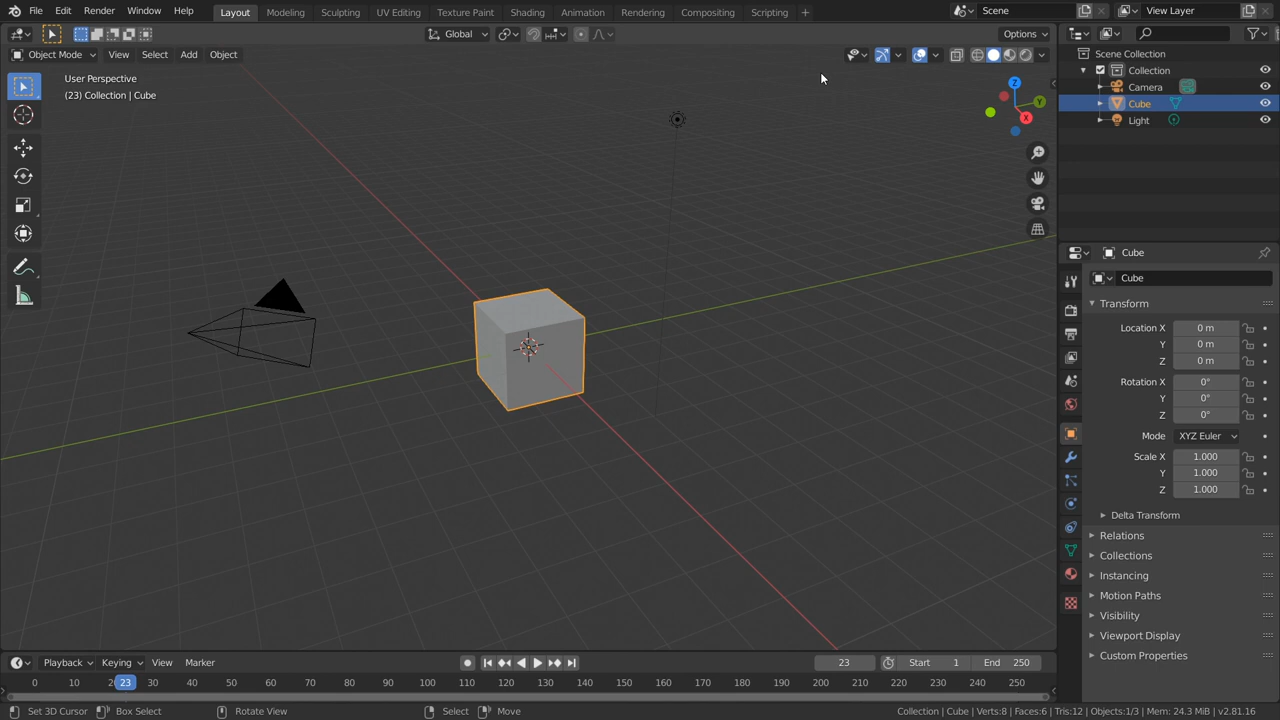 File Edit Render Window Help Layout Modeling Sculpting UV Editing Texture Paint Shading Animation Rendering Compositing Scripting + Scene View Layer
Global Options
Object Mode View Select Add Object
User Perspective
(23) Collection | Cube
Z
Y
X
Scene Collection
Collection
Camera
Cube
Light
Cube
Cube
Transform
Location X 0 m
Y 0 m
Z 0 m
Rotation X 0°
Y 0°
Z 0°
Mode XYZ Euler
Scale X 1.000
Y 1.000
Z 1.000
Delta Transform
Relations
Collections
Instancing
Motion Paths
Visibility
Viewport Display
Custom Properties
Playback Keying View Marker 23 Start 1 End 250
0 10 23 30 40 50 60 70 80 90 100 110 120 130 140 150 160 170 180 190 200 210 220 230 240 250
Set 3D Cursor Box Select Rotate View Select Move Collection | Cube | Verts:8 | Faces:6 | Tris:12 | Objects:1/3 | Mem: 24.3 MiB | v2.81.16